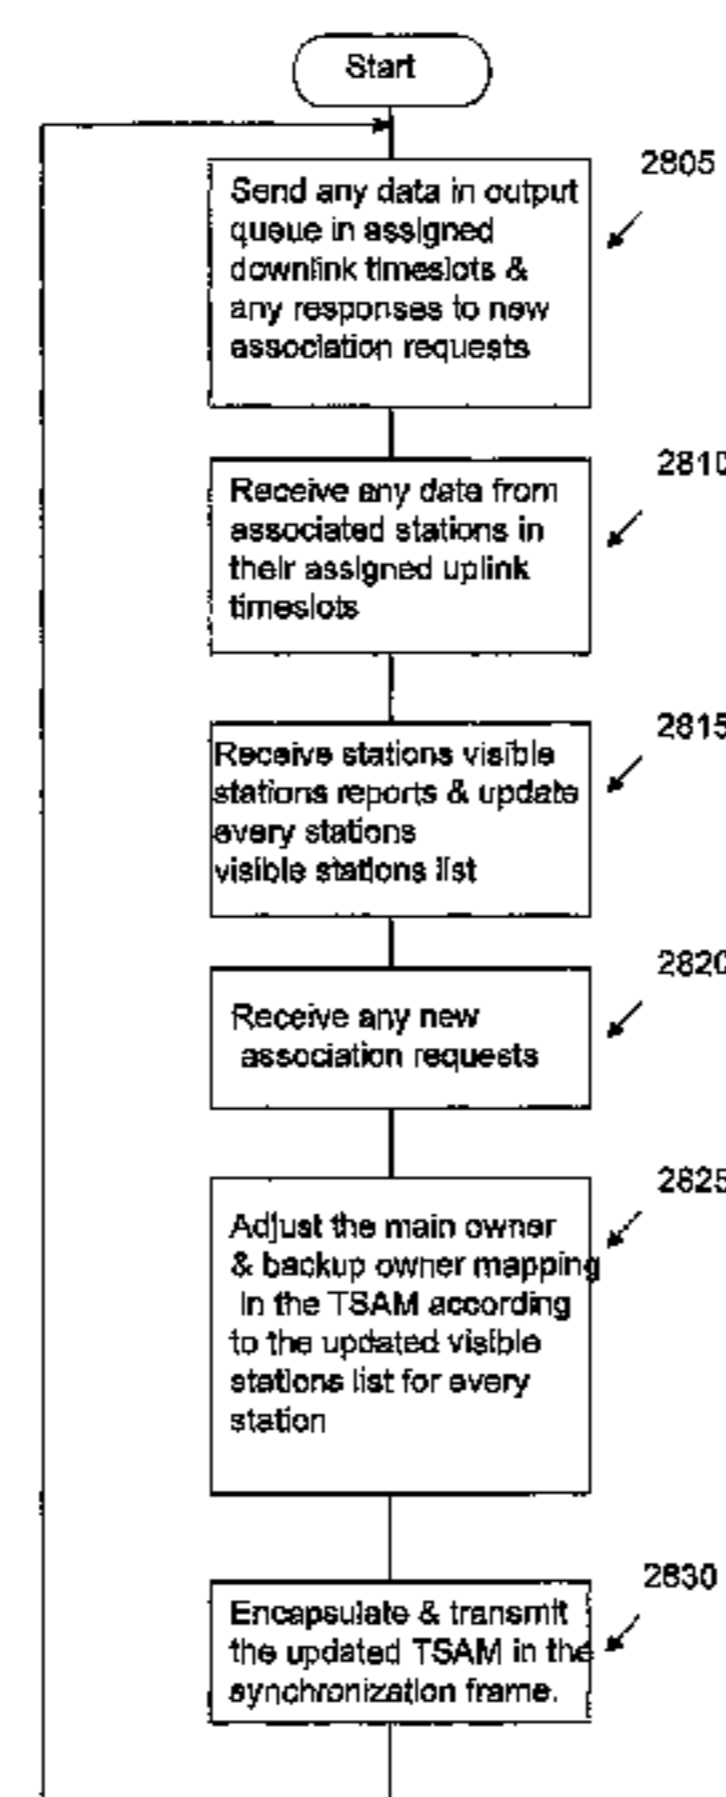 Start
2805
Send any data in output
queue in assigned
downlink timeslots &
any responses to new
association requests
2810
Receive any data from
associated stations in
their assigned uplink
timeslots
2815
Receive stations visible
stations reports & update
every stations
visible stations list
2820
Receive any new
association requests
2825
Adjust the main owner
& backup owner mapping
in the TSAM according
to the updated visible
stations list for every
station
2830
Encapsulate & transmit
the updated TSAM in the
synchronization frame.